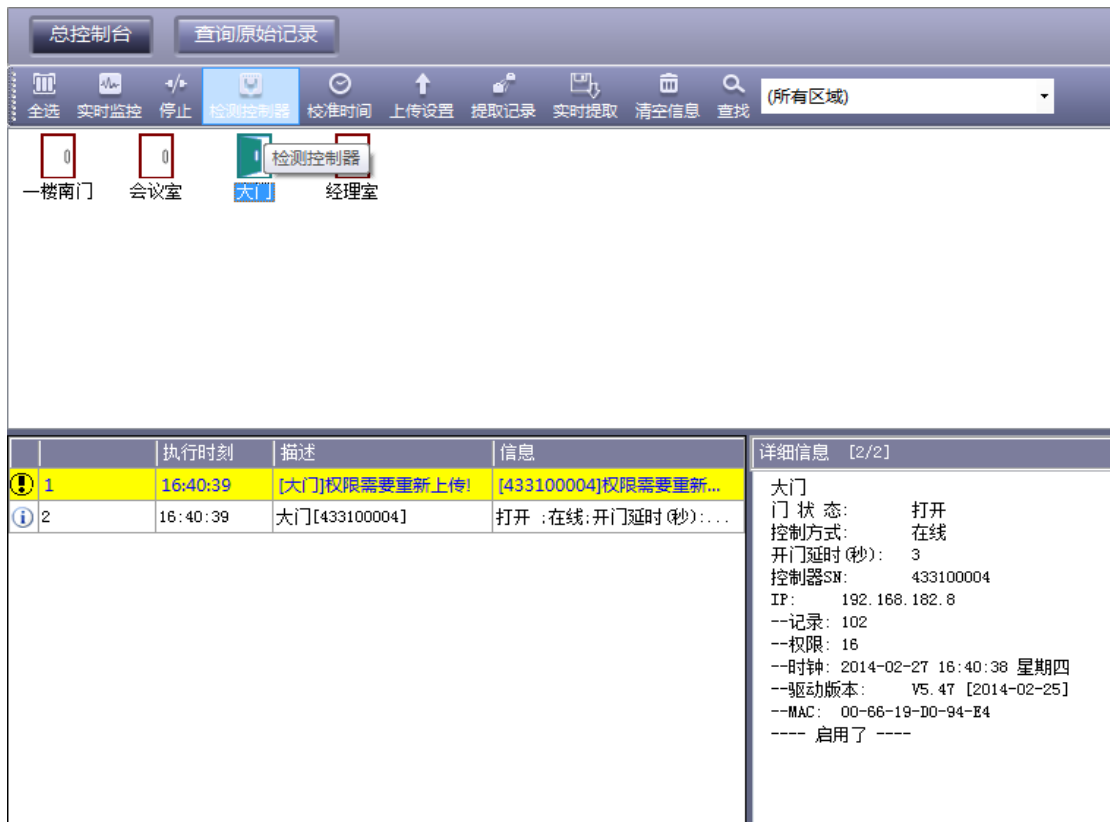 总控制台 查询原始记录
全选 实时监控 停止 检测控制器 校准时间 上传设置 提取记录 实时提取 清空信息 查找 (所有区域)
检测控制器
一楼南门 会议室 大门 经理室
执行时刻 描述 信息
1 16:40:39 [大门]权限需要重新上传! [433100004]权限需要重新...
2 16:40:39 大门[433100004] 打开 ;在线;开门延时(秒):...
详细信息 [2/2]
大门
门 状 态: 打开
控制方式: 在线
开门延时(秒): 3
控制器SN: 433100004
IP: 192.168.182.8
--记录: 102
--权限: 16
--时钟: 2014-02-27 16:40:38 星期四
--驱动版本: V5.47 [2014-02-25]
--MAC: 00-66-19-D0-94-E4
---- 启用了 ----